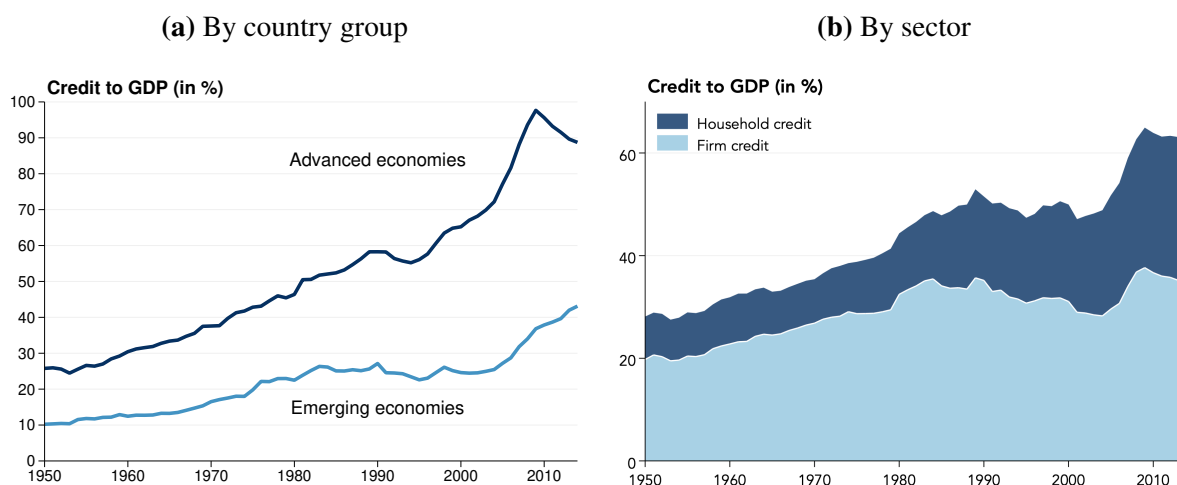 (a) By country group
Credit to GDP (in %)
100
90
80
70
60
50
40
30
20
10
0
1950 1960 1970 1980 1990 2000 2010
Advanced economies
Emerging economies
(b) By sector
Credit to GDP (in %)
Household credit
Firm credit
60
40
20
0
1950 1960 1970 1980 1990 2000 2010